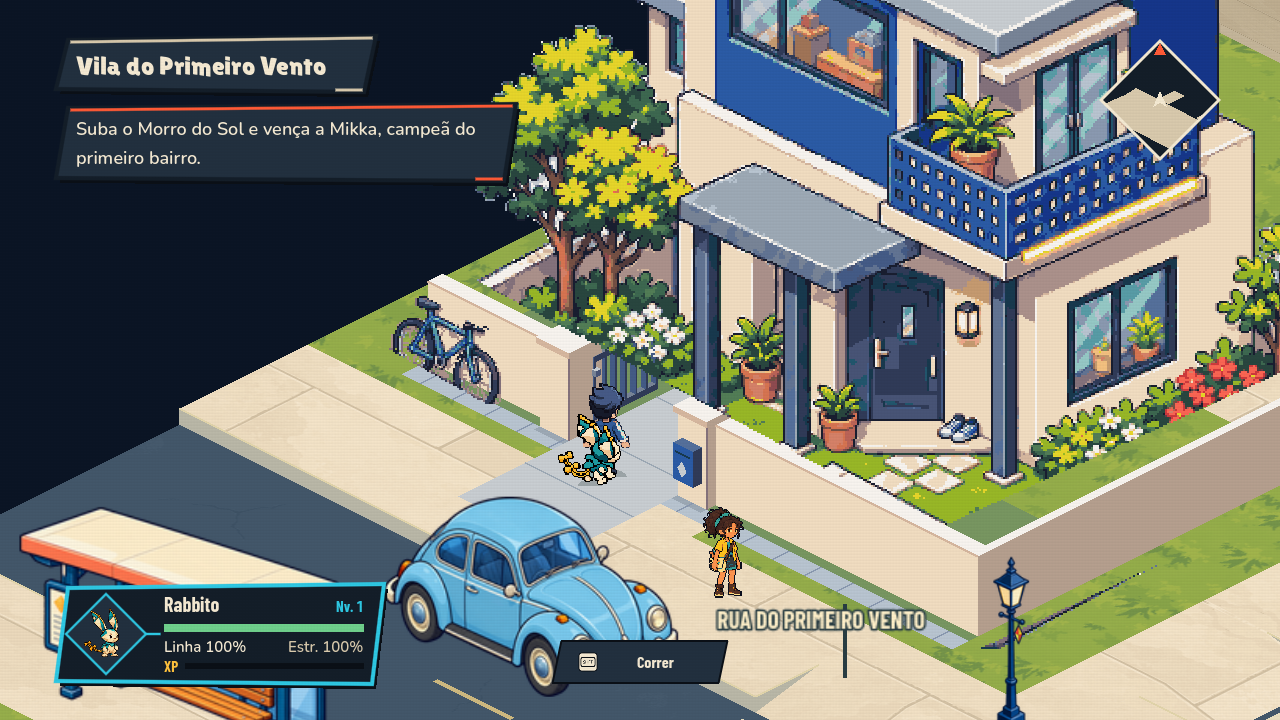 Vila do Primeiro Vento
Suba o Morro do Sol e vença a Mikka, campeã do
primeiro bairro.
Rabbito
Nv. 1
Linha 100%
Estr. 100%
XP
RUA DO PRIMEIRO VENTO
Correr